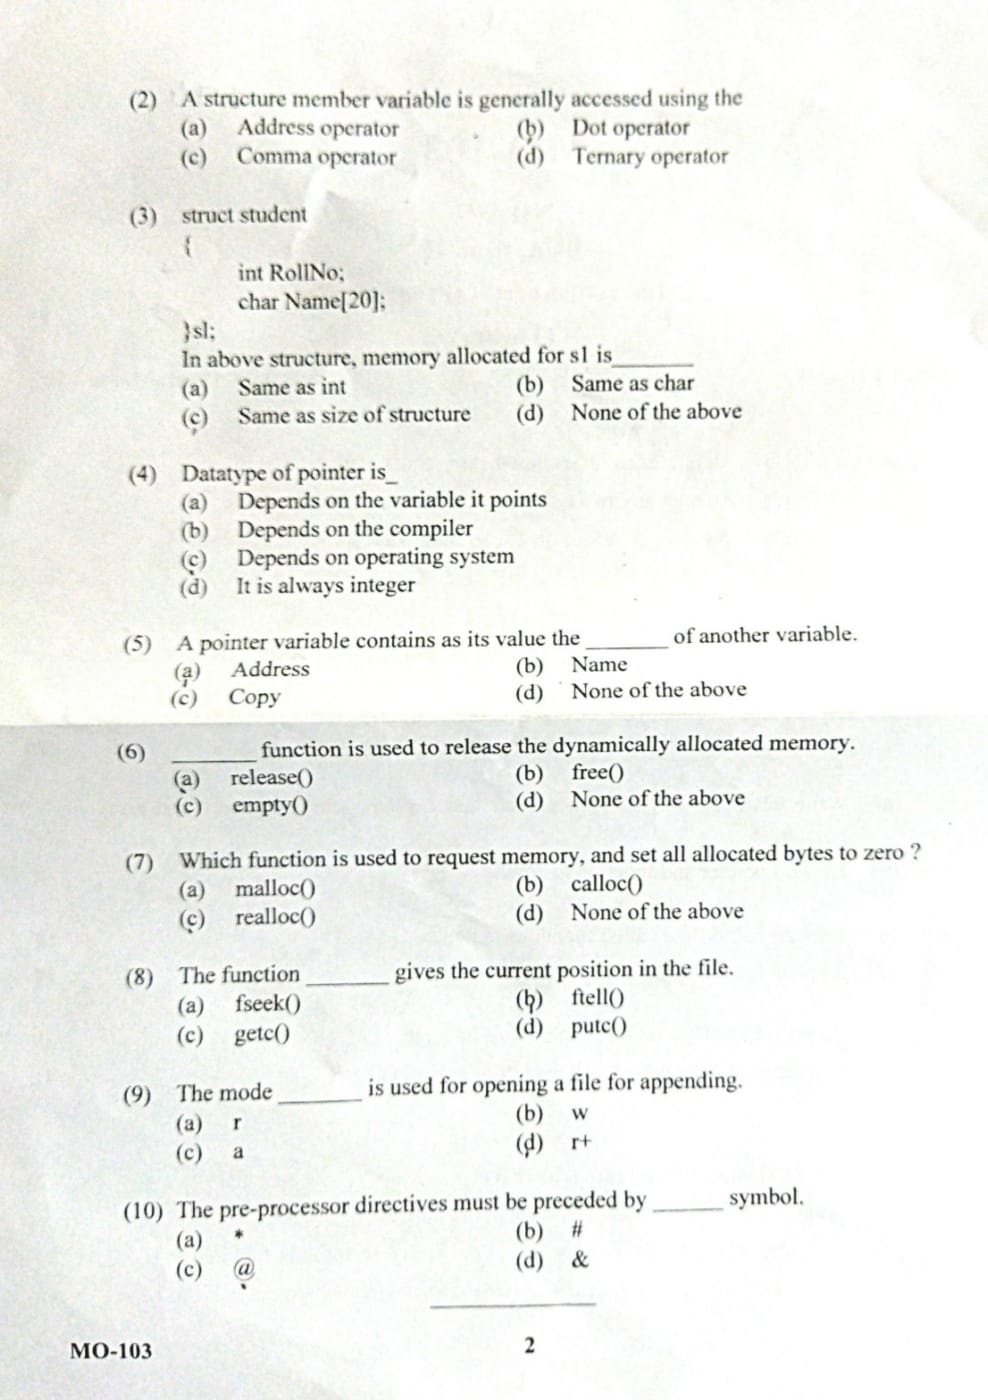 (2) A structure member variable is generally accessed using the
(a) Address operator (b) Dot operator
(c) Comma operator (d) Ternary operator
(3) struct student
{
int RollNo;
char Name[20];
}sl;
In above structure, memory allocated for s1 is________
(a) Same as int (b) Same as char
(c) Same as size of structure (d) None of the above
(4) Datatype of pointer is_
(a) Depends on the variable it points
(b) Depends on the compiler
(c) Depends on operating system
(d) It is always integer
(5) A pointer variable contains as its value the ________ of another variable.
(a) Address (b) Name
(c) Copy (d) None of the above
(6) ________ function is used to release the dynamically allocated memory.
(a) release() (b) free()
(c) empty() (d) None of the above
(7) Which function is used to request memory, and set all allocated bytes to zero ?
(a) malloc() (b) calloc()
(c) realloc() (d) None of the above
(8) The function ________ gives the current position in the file.
(a) fseek() (b) ftell()
(c) getc() (d) putc()
(9) The mode ________ is used for opening a file for appending.
(a) r (b) w
(c) a (d) r+
(10) The pre-processor directives must be preceded by _______ symbol.
(a) * (b) #
(c) @ (d) &
MO-103 2